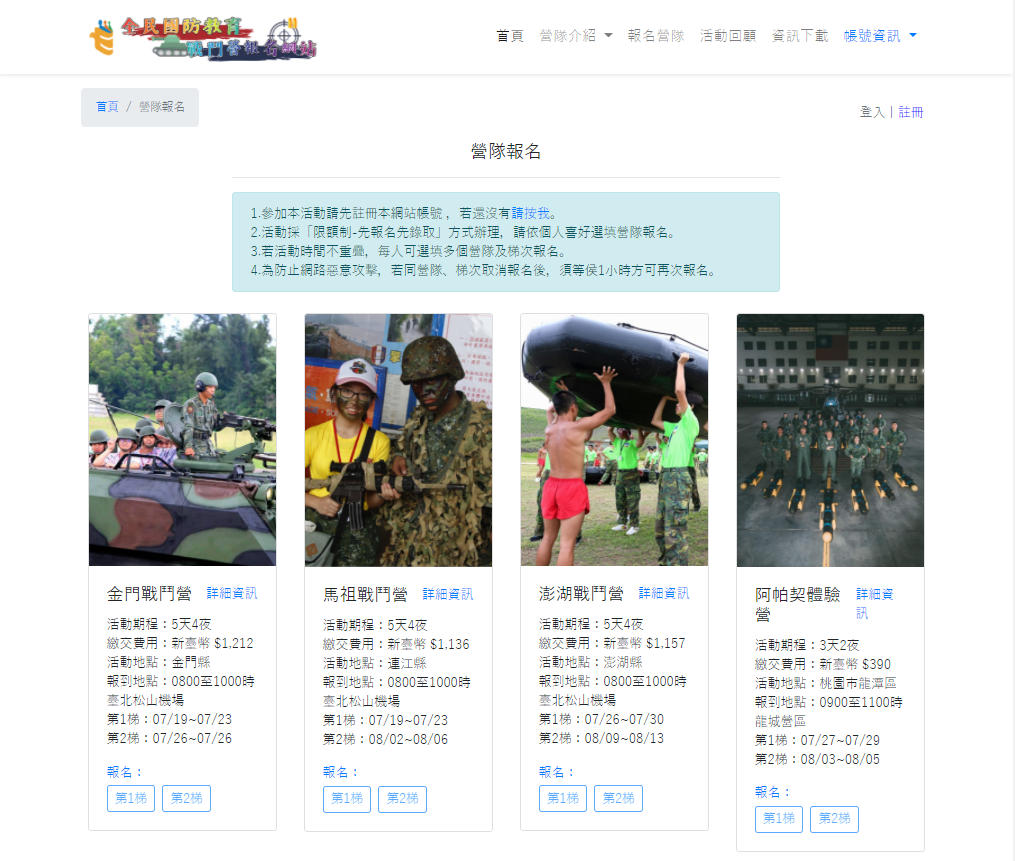 全民國防教育
戰鬥營報名網站
首頁 營隊介紹 報名營隊 活動回顧 資訊下載 帳號資訊
首頁 / 營隊報名
登入 | 註冊
營隊報名
1.參加本活動請先註冊本網站帳號，若還沒有請按我。
2.活動採「限額制-先報名先錄取」方式辦理，請依個人喜好選填營隊報名。
3.若活動時間不重疊，每人可選填多個營隊及梯次報名。
4.為防止網路惡意攻擊，若同營隊、梯次取消報名後，須等侯1小時方可再次報名。
金門戰鬥營 詳細資訊
活動期程：5天4夜
繳交費用：新臺幣 $1,212
活動地點：金門縣
報到地點：0800至1000時
臺北松山機場
第1梯：07/19~07/23
第2梯：07/26~07/26
報名：
第1梯 第2梯
馬祖戰鬥營 詳細資訊
活動期程：5天4夜
繳交費用：新臺幣 $1,136
活動地點：連江縣
報到地點：0800至1000時
臺北松山機場
第1梯：07/19~07/23
第2梯：08/02~08/06
報名：
第1梯 第2梯
澎湖戰鬥營 詳細資訊
活動期程：5天4夜
繳交費用：新臺幣 $1,157
活動地點：澎湖縣
報到地點：0800至1000時
臺北松山機場
第1梯：07/26~07/30
第2梯：08/09~08/13
報名：
第1梯 第2梯
阿帕契體驗 詳細資
營 訊
活動期程：3天2夜
繳交費用：新臺幣 $390
活動地點：桃園市龍潭區
報到地點：0900至1100時
龍城營區
第1梯：07/27~07/29
第2梯：08/03~08/05
報名：
第1梯 第2梯